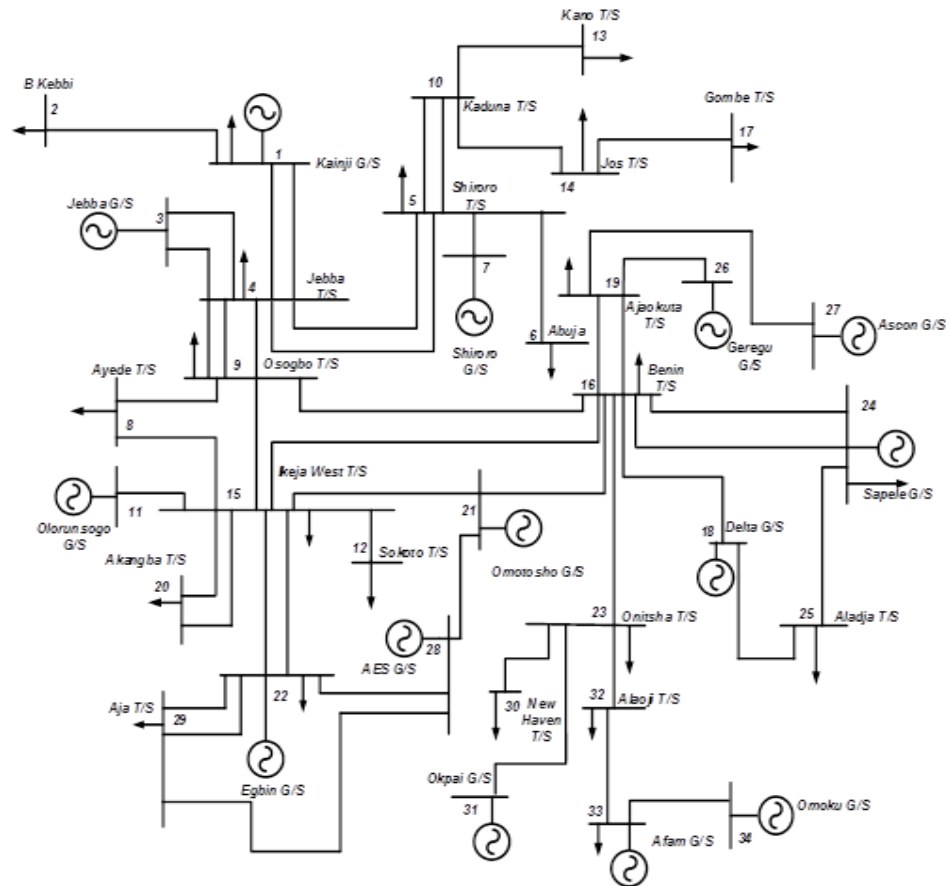 Kano T/S
13
B Kebbi
2
10
Kaduna T/S
Gombe T/S
17
1
Kainji G/S
Jos T/S
14
Jebba G/S
3
5
Shiroro
T/S
7
Shiroro
G/S
4
Jebba
T/S
6
Abuja
19
Ajaokuta
T/S
26
Geregu
G/S
27
Ascon G/S
9
Osogbo T/S
Ayede T/S
8
16
Benin
T/S
24
Sapele G/S
Ikeja West T/S
15
11
Olorunsogo
G/S
12
Sokoto T/S
21
Omotosho G/S
18
Delta G/S
Akangba T/S
20
25
Aladja T/S
23
Onitsha T/S
AES G/S
28
22
Egbin G/S
Aja T/S
29
30
New
Haven
T/S
32
Alaoji T/S
Okpai G/S
31
33
Afam G/S
Omoku G/S
34